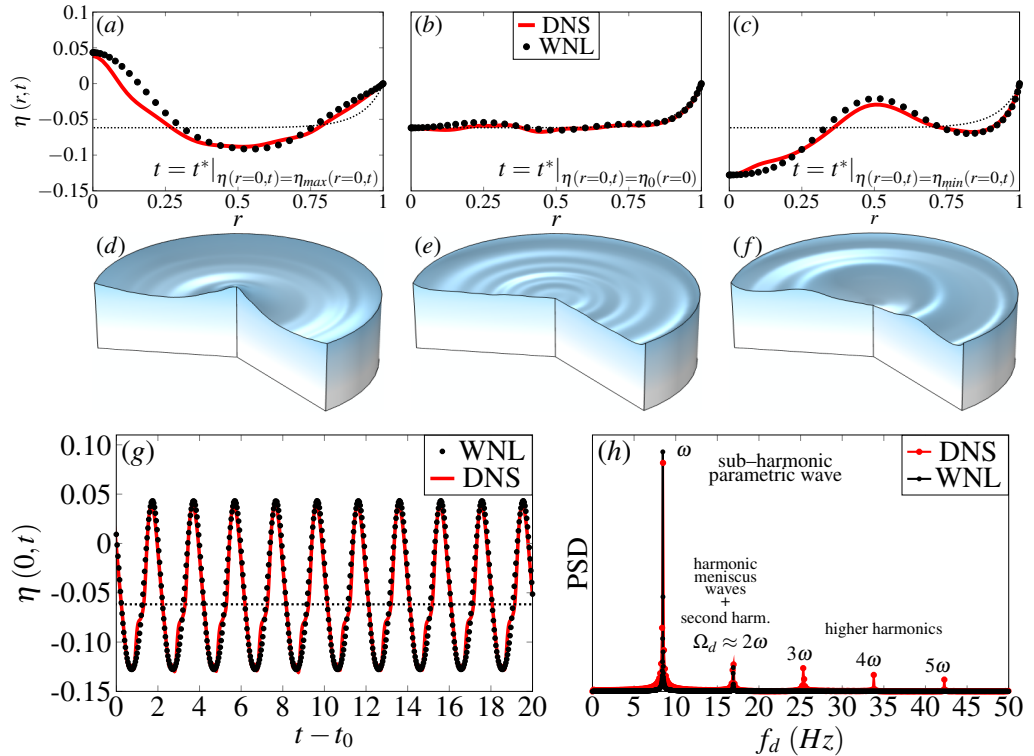 (a)
(b)
(c)
DNS
WNL
η (r,t)
0.05
0
−0.05
−0.1
−0.15
t = t*|η(r=0,t)=ηmax(r=0,t)
t = t*|η(r=0,t)=η0(r=0)
t = t*|η(r=0,t)=ηmin(r=0,t)
0 0.25 0.5 0.75 1
0 0.25 0.5 0.75 1
0 0.25 0.5 0.75 1
r
r
r
(d)
(e)
(f)
(g)
WNL
DNS
η (0,t)
0.10
0.05
0
-0.05
-0.10
-0.15
0 2 4 6 8 10 12 14 16 18 20
t − t0
(h)
DNS
WNL
ω
sub−harmonic
parametric wave
PSD
harmonic
meniscus
waves
+
second harm.
Ωd ≈ 2ω
higher harmonics
3ω
4ω
5ω
0 5 10 15 20 25 30 35 40 45 50
fd (Hz)